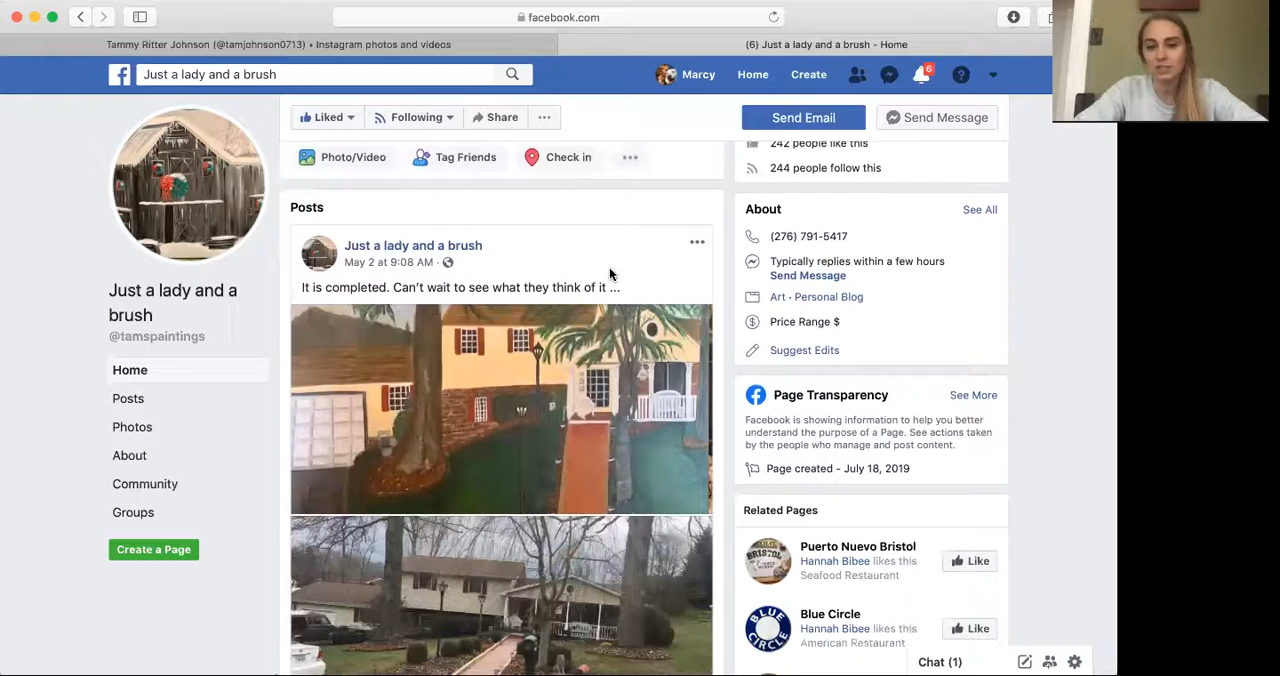 facebook.com
Tammy Ritter Johnson (@tamjohnson0713) • Instagram photos and videos
(6) Just a lady and a brush - Home
Just a lady and a brush
Marcy
Home
Create
6
Liked
Following
Share
Send Email
Send Message
Photo/Video
Tag Friends
Check in
242 people like this
244 people follow this
Just a lady and a
brush
@tamspaintings
Home
Posts
Photos
About
Community
Groups
Create a Page
Posts
Just a lady and a brush
May 2 at 9:08 AM
It is completed. Can't wait to see what they think of it ...
About
See All
(276) 791-5417
Typically replies within a few hours
Send Message
Art · Personal Blog
Price Range $
Suggest Edits
Page Transparency
See More
Facebook is showing information to help you better
understand the purpose of a Page. See actions taken
by the people who manage and post content.
Page created - July 18, 2019
Related Pages
Puerto Nuevo Bristol
Hannah Bibee likes this
Seafood Restaurant
Like
BLUE CIRCLE
Blue Circle
Hannah Bibee likes this
American Restaurant
Like
Chat (1)